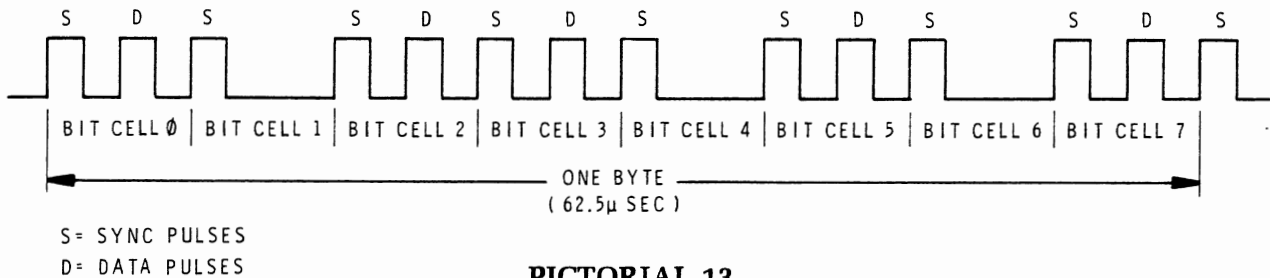 S D S S D S D S S D S S D S
BIT CELL Ø BIT CELL 1 BIT CELL 2 BIT CELL 3 BIT CELL 4 BIT CELL 5 BIT CELL 6 BIT CELL 7
ONE BYTE
( 62.5µ SEC )
S= SYNC PULSES
D= DATA PULSES
PICTORIAL 13